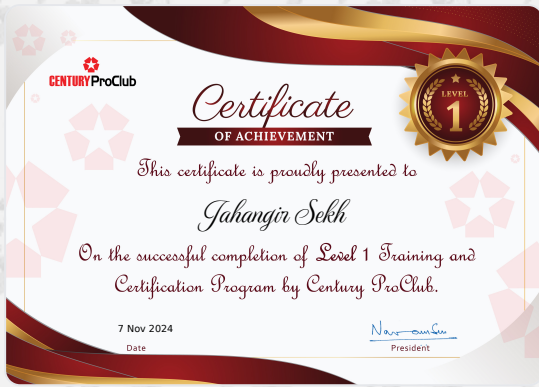 CENTURY ProClub
Certificate
OF ACHIEVEMENT
LEVEL
1
This certificate is proudly presented to
Jahangir Sekh
On the successful completion of Level 1 Training and
Certification Program by Century ProClub.
7 Nov 2024
Date
President